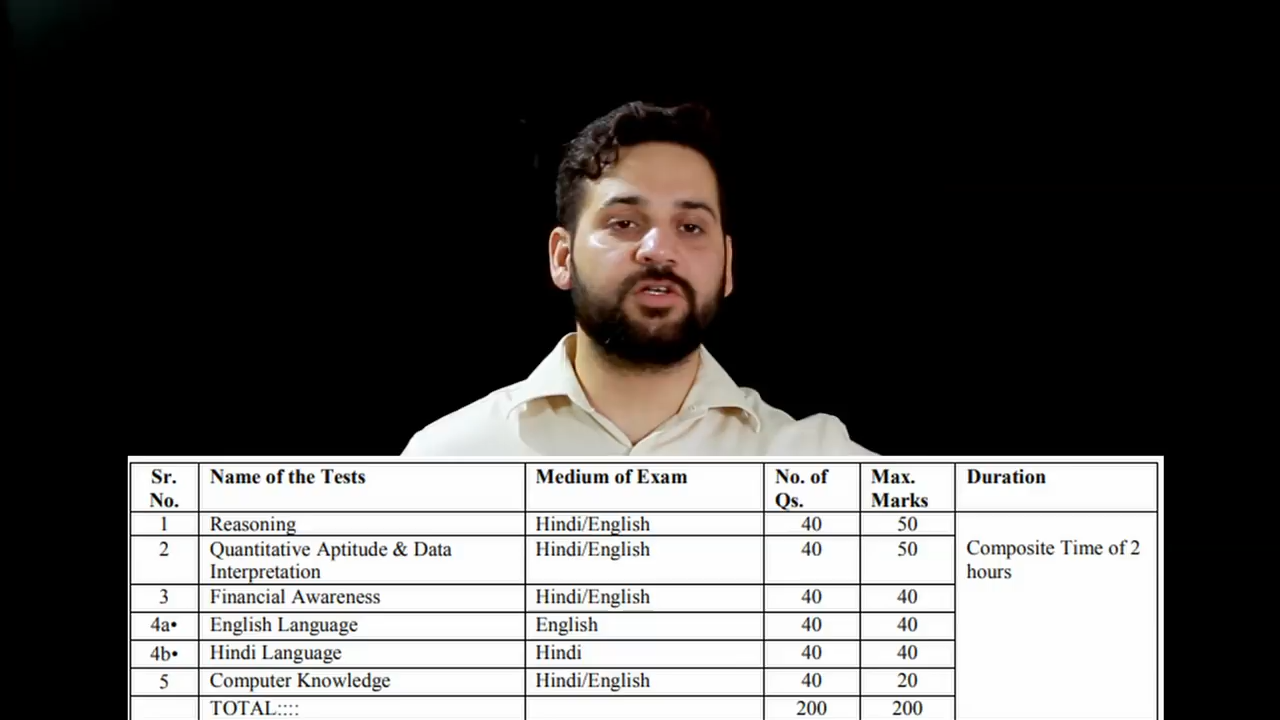 Sr. No. Name of the Tests Medium of Exam No. of Qs. Max. Marks Duration
1 Reasoning Hindi/English 40 50 Composite Time of 2 hours
2 Quantitative Aptitude & Data Interpretation Hindi/English 40 50
3 Financial Awareness Hindi/English 40 40
4a• English Language English 40 40
4b• Hindi Language Hindi 40 40
5 Computer Knowledge Hindi/English 40 20
TOTAL:::: 200 200